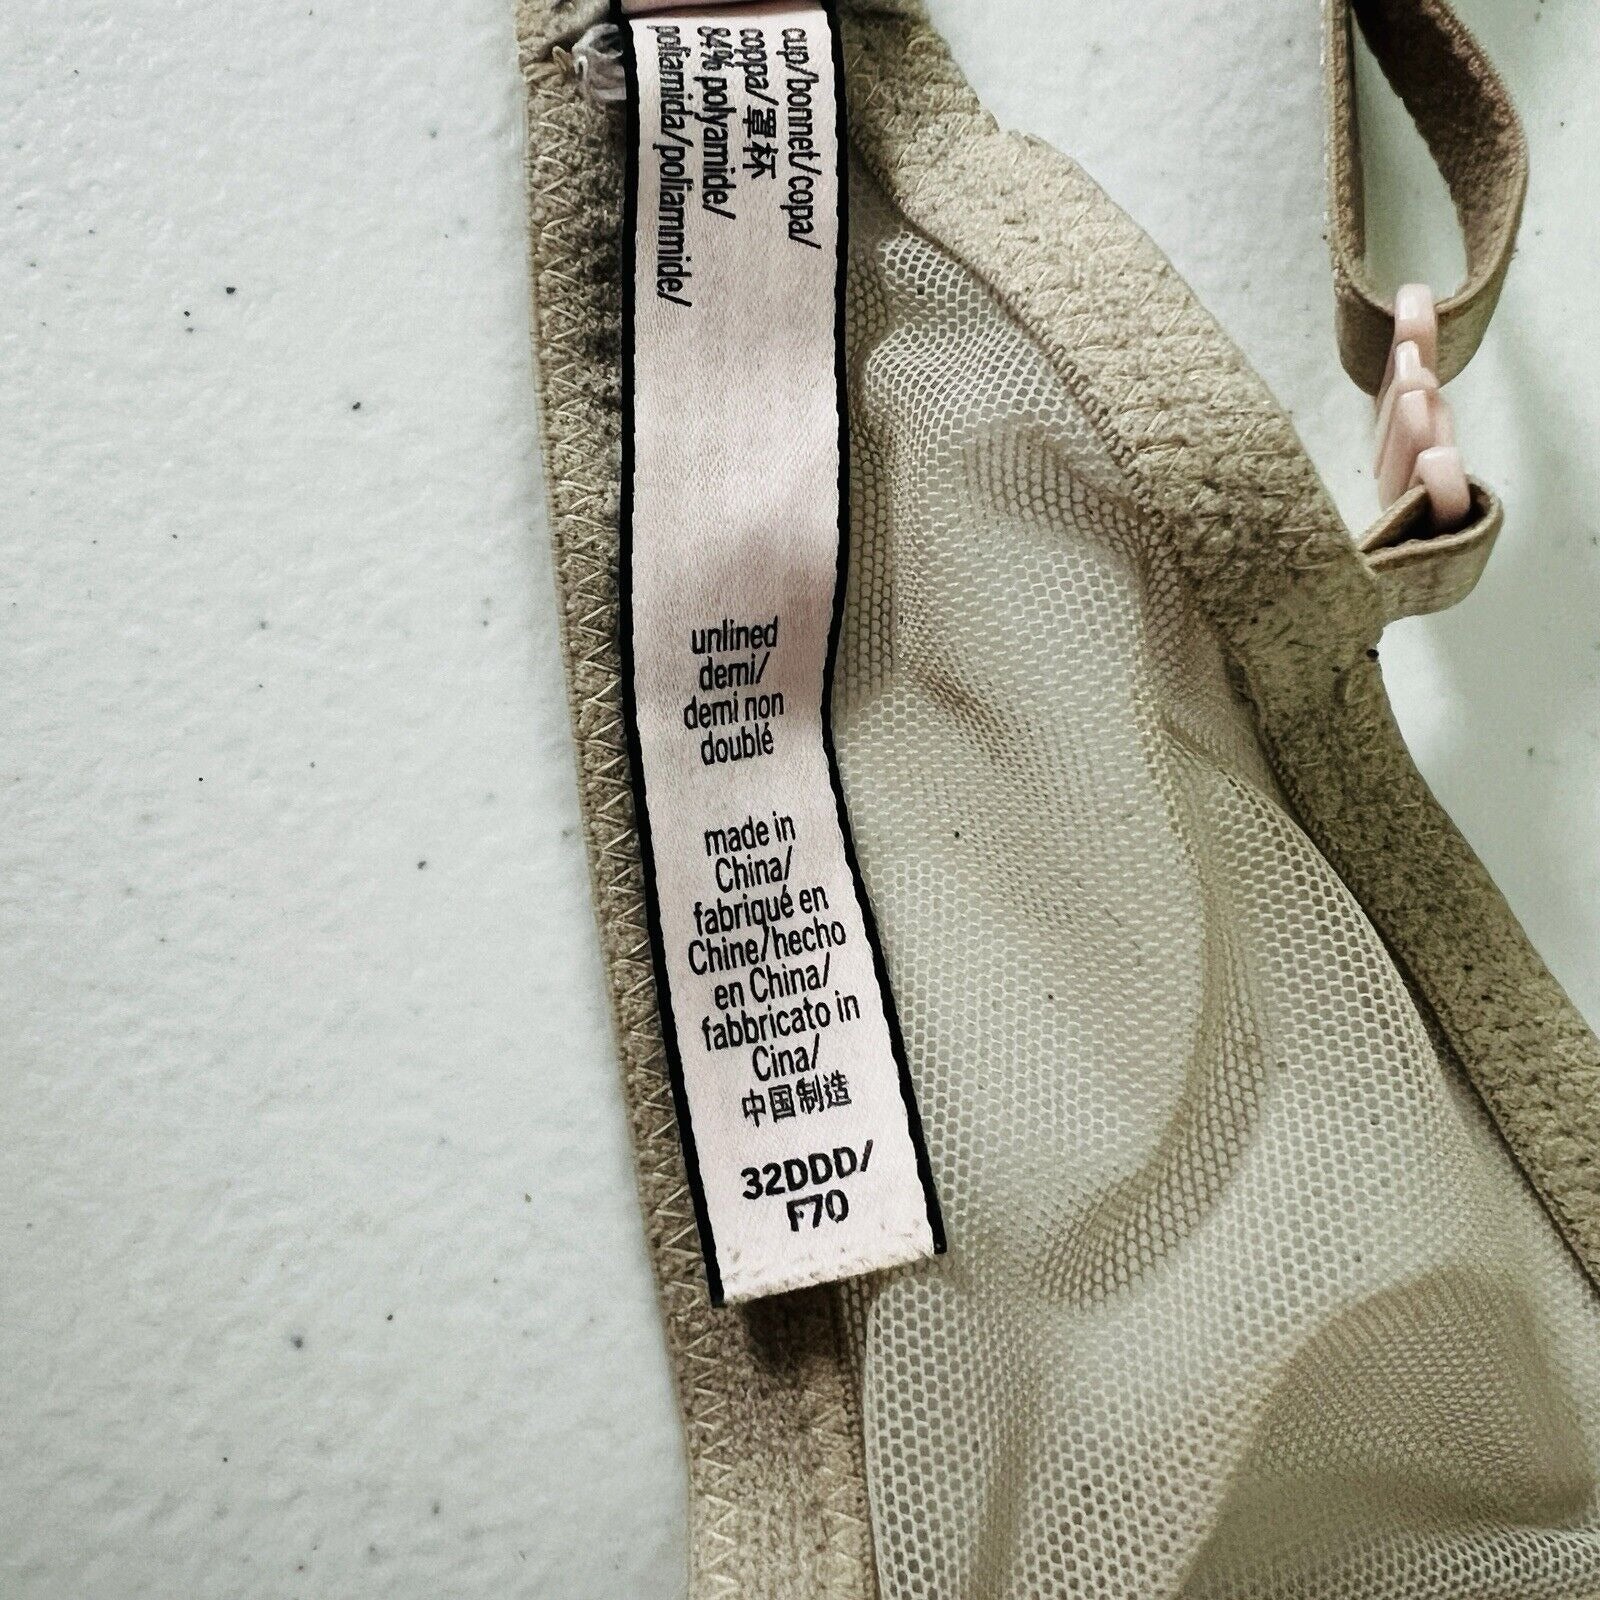 cup/bonnet/copa/
coppa/罩杯
84% polyamide/
poliamida/poliammide/
unlined
demi/
demi non
doublé
made in
China/
fabriqué en
Chine/hecho
en China/
fabbricato in
Cina/
中国制造
32DDD/
F70